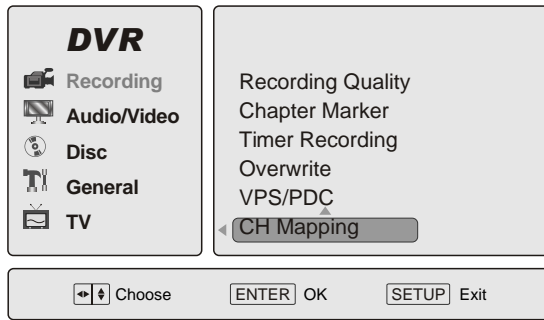 DVR
Recording
Audio/Video
Disc
General
TV
Recording Quality
Chapter Marker
Timer Recording
Overwrite
VPS/PDC
CH Mapping
Choose ENTER OK SETUP Exit